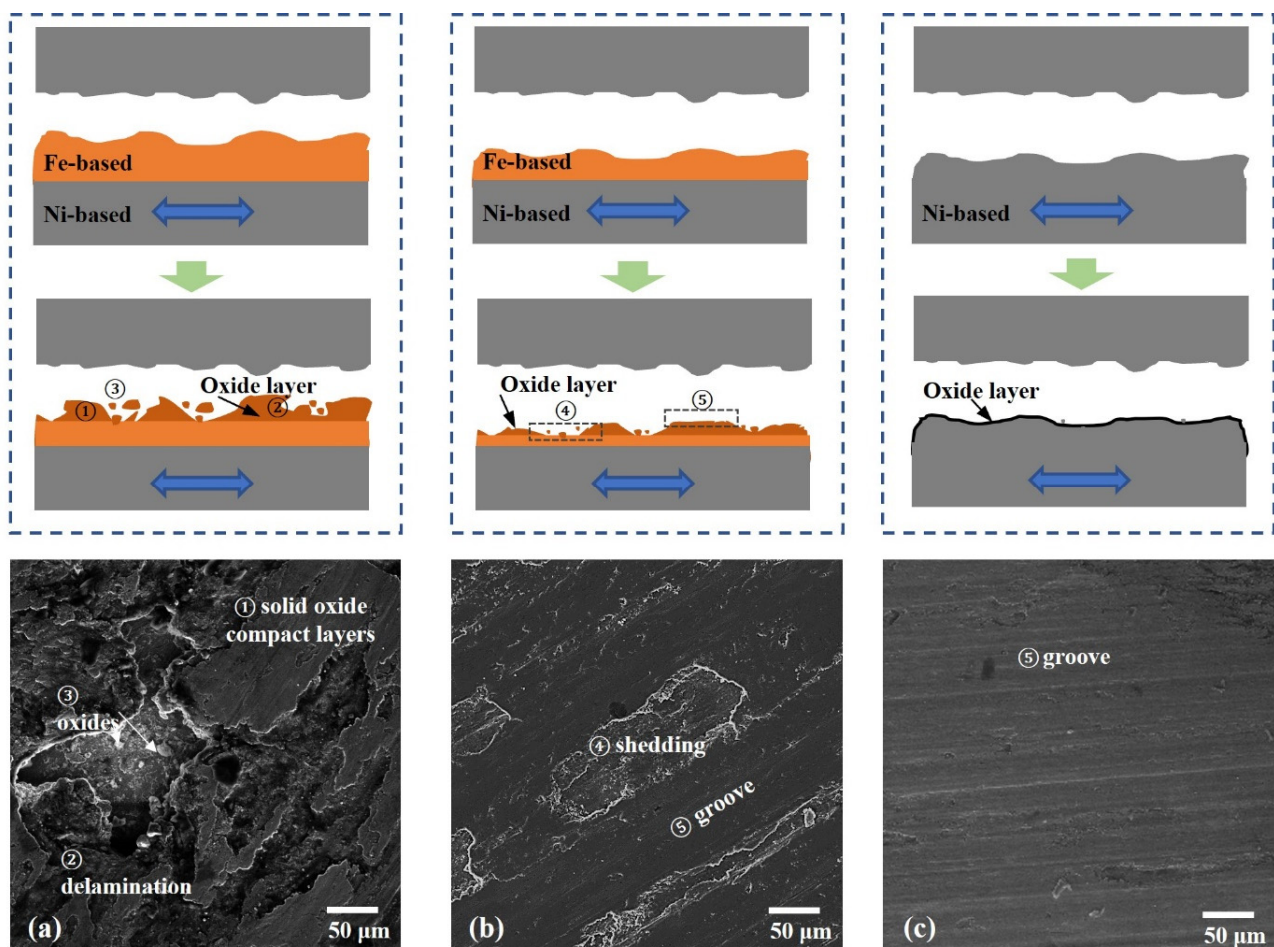 Fe-based
Ni-based
③
Oxide layer
①
②
Fe-based
Ni-based
Oxide layer
④
⑤
Ni-based
Oxide layer
① solid oxide
compact layers
③
oxides
②
delamination
(a)
50 μm
④ shedding
⑤ groove
(b)
50 μm
⑤ groove
(c)
50 μm